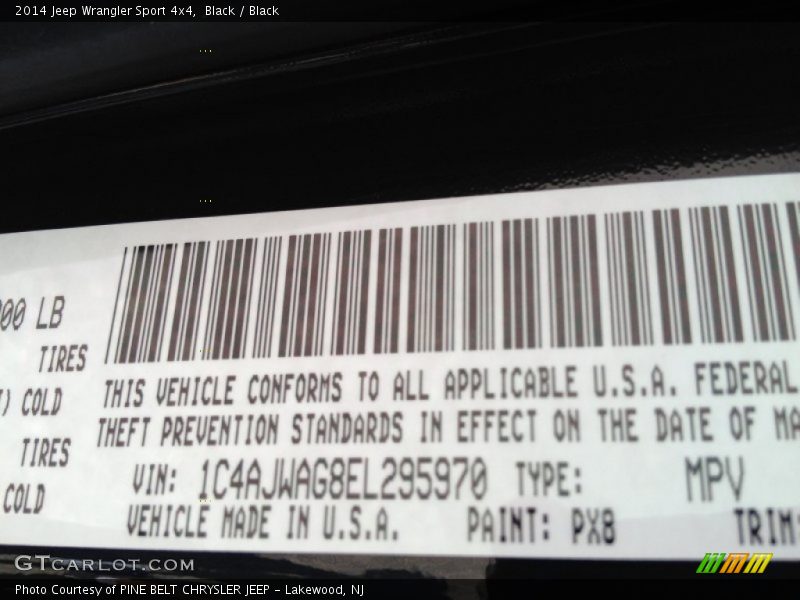 2014 Jeep Wrangler Sport 4x4,  Black / Black
00 LB
TIRES
) COLD
TIRES
COLD
THIS VEHICLE CONFORMS TO ALL APPLICABLE U.S.A. FEDERAL
THEFT PREVENTION STANDARDS IN EFFECT ON THE DATE OF MA
VIN: 1C4AJWAG8EL295970 TYPE: MPV
VEHICLE MADE IN U.S.A. PAINT: PX8 TRIM
GTCARLOT.COM
Photo Courtesy of PINE BELT CHRYSLER JEEP - Lakewood, NJ